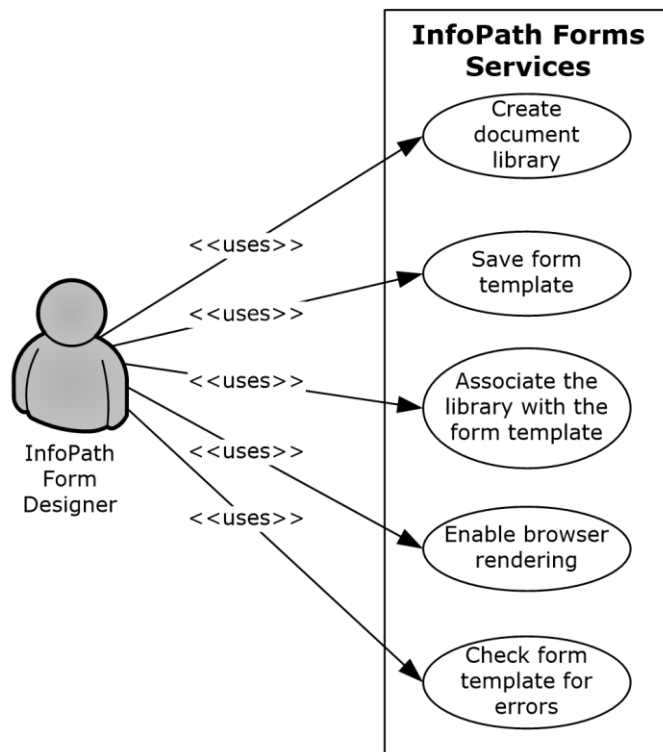 InfoPath Forms
Services
Create
document
library
<<uses>>
Save form
template
<<uses>>
Associate the
library with the
form template
<<uses>>
InfoPath
Form
Designer
<<uses>>
Enable browser
rendering
<<uses>>
Check form
template for
errors